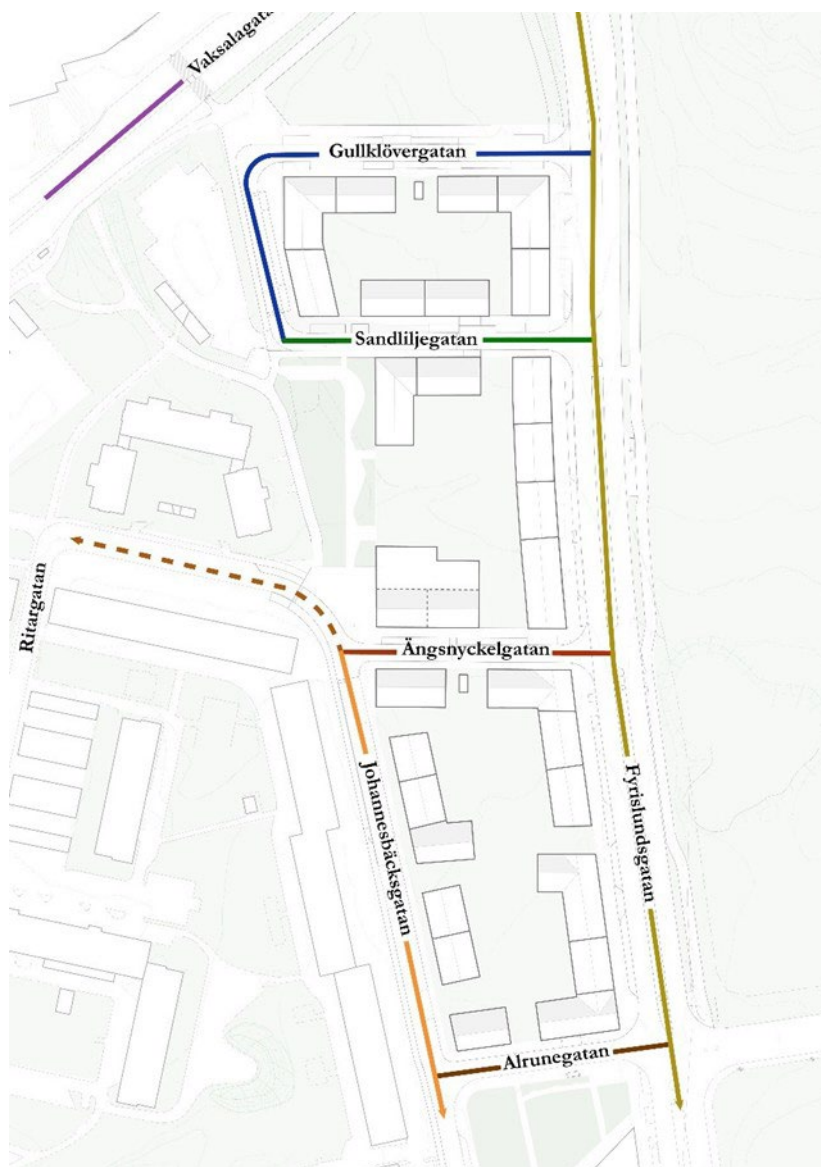 Vaksalagatan
Gullklövergatan
Sandliljegatan
Ritargatan
Ängsnyckelgatan
Johannesbäcksgatan
Fyrislundsgatan
Alrunegatan